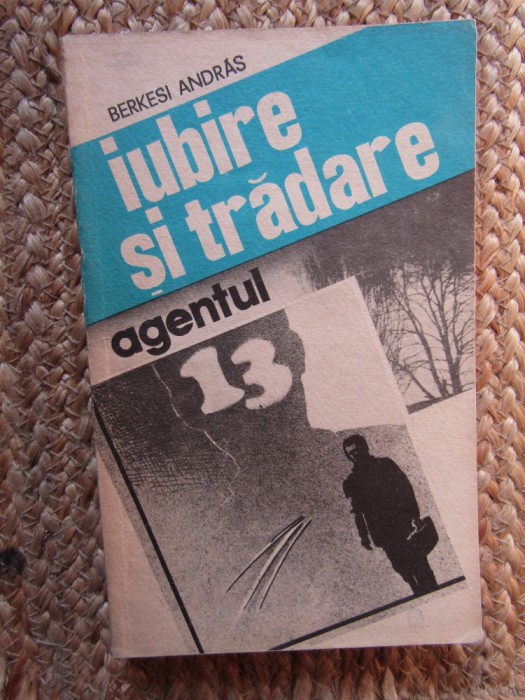 BERKESI ANDRÁS
iubire
și trădare
agentul
13